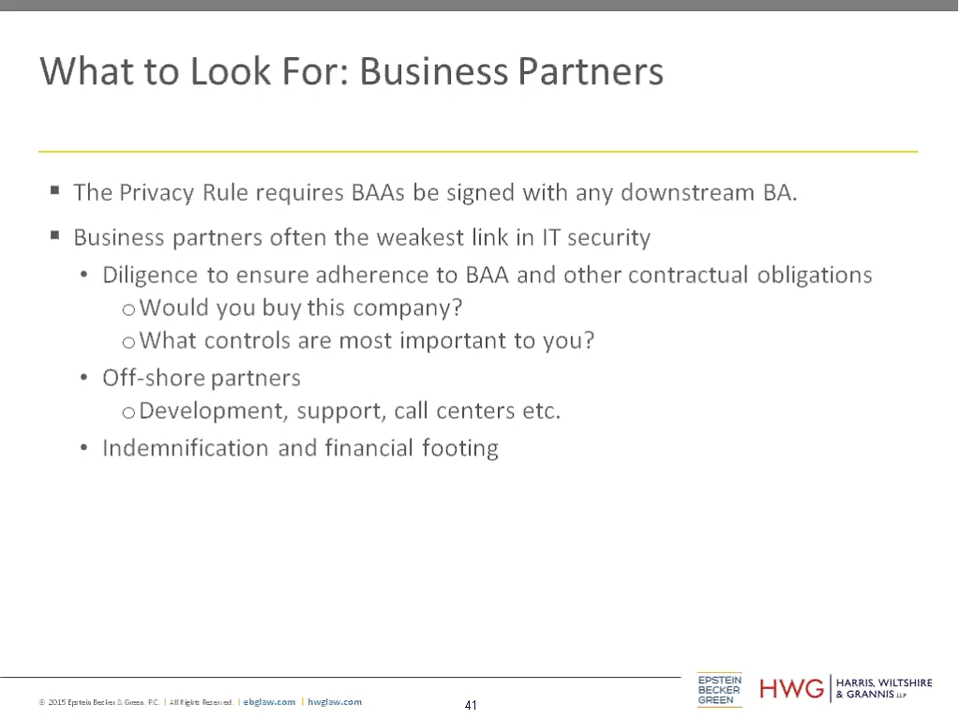 What to Look For: Business Partners
▪ The Privacy Rule requires BAAs be signed with any downstream BA.
▪ Business partners often the weakest link in IT security
• Diligence to ensure adherence to BAA and other contractual obligations
o Would you buy this company?
o What controls are most important to you?
• Off-shore partners
o Development, support, call centers etc.
• Indemnification and financial footing
© 2015 Epstein Becker & Green, P.C. | All Rights Reserved. | ebglaw.com | hwglaw.com
41
EPSTEIN
BECKER
GREEN
HWG | HARRIS, WILTSHIRE
& GRANNIS LLP